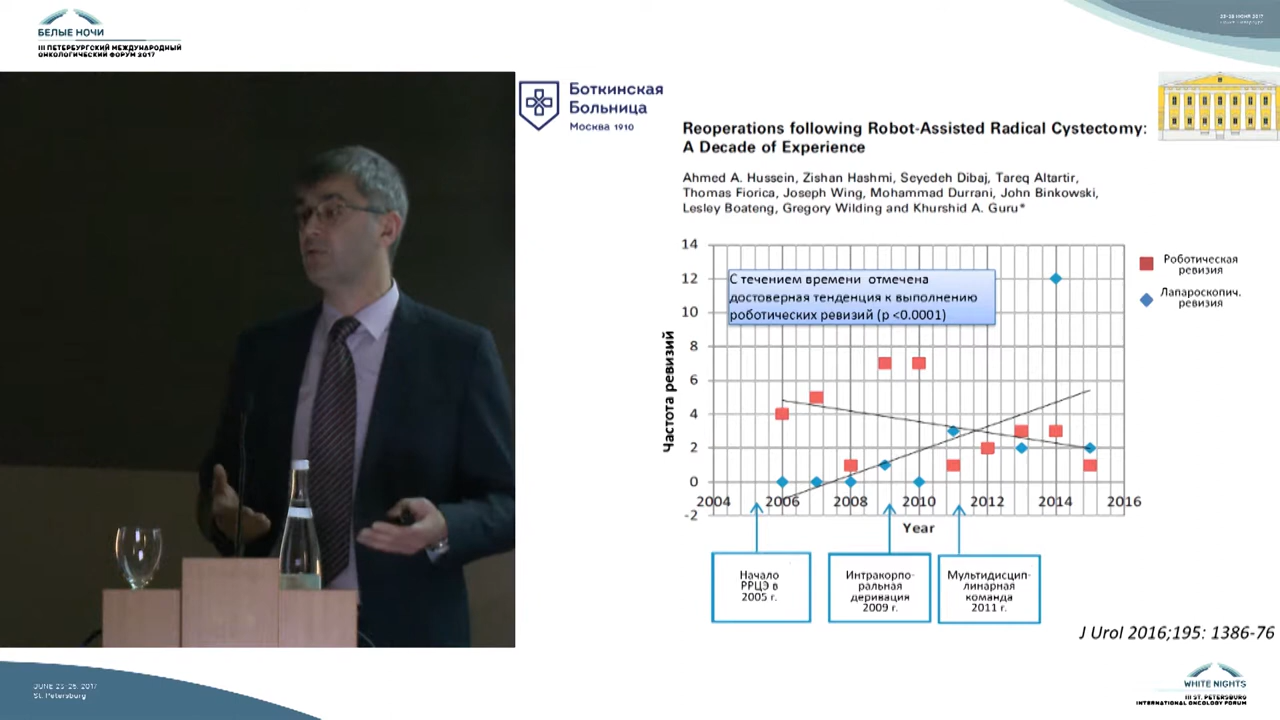 БЕЛЫЕ НОЧИ
III ПЕТЕРБУРГСКИЙ МЕЖДУНАРОДНЫЙ
ОНКОЛОГИЧЕСКИЙ ФОРУМ 2017
23-25 ИЮНЯ 2017
Боткинская
Больница
Москва 1910
Reoperations following Robot-Assisted Radical Cystectomy:
A Decade of Experience
Ahmed A. Hussein, Zishan Hashmi, Seyedeh Dibaj, Tareq Altartir,
Thomas Fiorica, Joseph Wing, Mohammad Durrani, John Binkowski,
Lesley Boateng, Gregory Wilding and Khurshid A. Guru*
14
12
10
8
6
4
2
0
-2
Частота ревизий
С течением времени отмечена
достоверная тенденция к выполнению
роботических ревизий (p <0.0001)
Роботическая
ревизия
Лапароскопич.
ревизия
2004 2006 2008 2010 2012 2014 2016
Year
Начало
РРЦЭ в
2005 г.
Интракорпо-
ральная
деривация
2009 г.
Мультидисцип-
линарная
команда
2011 г.
J Urol 2016;195: 1386-76
JUNE 23-25, 2017
St. Petersburg
WHITE NIGHTS
III ST. PETERSBURG
INTERNATIONAL ONCOLOGY FORUM